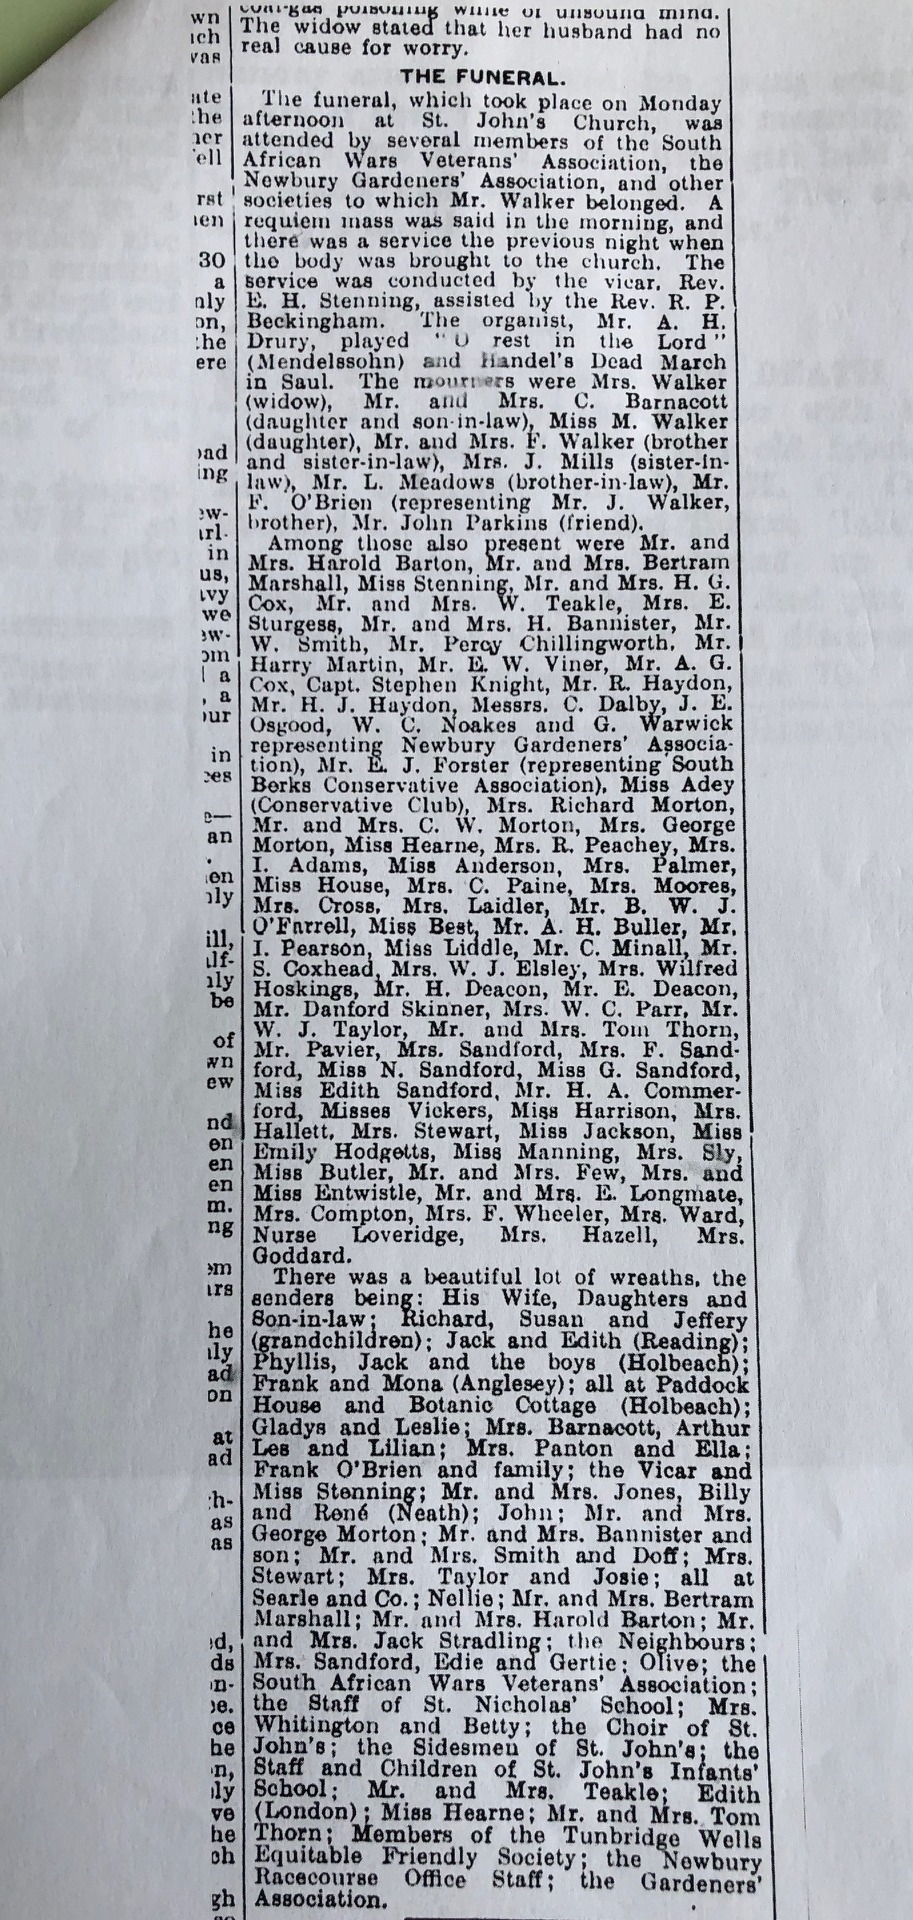 coal-gas poisoning while of unsound mind.
The widow stated that her husband had no
real cause for worry.
THE FUNERAL.
The funeral, which took place on Monday
afternoon at St. John's Church, was
attended by several members of the South
African Wars Veterans' Association, the
Newbury Gardeners' Association, and other
societies to which Mr. Walker belonged. A
requiem mass was said in the morning, and
there was a service the previous night when
the body was brought to the church. The
service was conducted by the vicar, Rev.
E. H. Stenning, assisted by the Rev. R. P.
Beckingham. The organist, Mr. A. H.
Drury, played "O rest in the Lord"
(Mendelssohn) and Handel's Dead March
in Saul. The mourners were Mrs. Walker
(widow), Mr. and Mrs. C. Barnacott
(daughter and son-in-law), Miss M. Walker
(daughter), Mr. and Mrs. F. Walker (brother
and sister-in-law), Mrs. J. Mills (sister-in-
law), Mr. L. Meadows (brother-in-law), Mr.
F. O'Brien (representing Mr. J. Walker,
brother), Mr. John Parkins (friend).
Among those also present were Mr. and
Mrs. Harold Barton, Mr. and Mrs. Bertram
Marshall, Miss Stenning, Mr. and Mrs. H. G.
Cox, Mr. and Mrs. W. Teakle, Mrs. E.
Sturgess, Mr. and Mrs. H. Bannister, Mr.
W. Smith, Mr. Percy Chillingworth, Mr.
Harry Martin, Mr. E. W. Viner, Mr. A. G.
Cox, Capt. Stephen Knight, Mr. R. Haydon,
Mr. H. J. Haydon, Messrs. C. Dalby, J. E.
Osgood, W. C. Noakes and G. Warwick
representing Newbury Gardeners' Associa-
tion), Mr. E. J. Forster (representing South
Berks Conservative Association), Miss Adey
(Conservative Club), Mrs. Richard Morton,
Mr. and Mrs. C. W. Morton, Mrs. George
Morton, Miss Hearne, Mrs. R. Peachey, Mrs.
I. Adams, Miss Anderson, Mrs. Palmer,
Miss House, Mrs. C. Paine, Mrs. Moores,
Mrs. Cross, Mrs. Laidler, Mr. B. W. J.
O'Farrell, Miss Best, Mr. A. H. Buller, Mr.
I. Pearson, Miss Liddle, Mr. C. Minall, Mr.
S. Coxhead, Mrs. W. J. Elsley, Mrs. Wilfred
Hoskings, Mr. H. Deacon, Mr. E. Deacon,
Mr. Danford Skinner, Mrs. W. C. Parr, Mr.
W. J. Taylor, Mr. and Mrs. Tom Thorn,
Mr. Pavier, Mrs. Sandford, Mrs. F. Sand-
ford, Miss N. Sandford, Miss G. Sandford,
Miss Edith Sandford, Mr. H. A. Commer-
ford, Misses Vickers, Miss Harrison, Mrs.
Hallett, Mrs. Stewart, Miss Jackson, Miss
Emily Hodgetts, Miss Manning, Mrs. Sly,
Miss Butler, Mr. and Mrs. Few, Mrs. and
Miss Entwistle, Mr. and Mrs. E. Longmate,
Mrs. Compton, Mrs. F. Wheeler, Mrs. Ward,
Nurse Loveridge, Mrs. Hazell, Mrs.
Goddard.
There was a beautiful lot of wreaths, the
senders being: His Wife, Daughters and
Son-in-law; Richard, Susan and Jeffery
(grandchildren); Jack and Edith (Reading);
Phyllis, Jack and the boys (Holbeach);
Frank and Mona (Anglesey); all at Paddock
House and Botanic Cottage (Holbeach);
Gladys and Leslie; Mrs. Barnacott, Arthur
Les and Lilian; Mrs. Panton and Ella;
Frank O'Brien and family; the Vicar and
Miss Stenning; Mr. and Mrs. Jones, Billy
and René (Neath); John; Mr. and Mrs.
George Morton; Mr. and Mrs. Bannister and
son; Mr. and Mrs. Smith and Doff; Mrs.
Stewart; Mrs. Taylor and Josie; all at
Searle and Co.; Nellie; Mr. and Mrs. Bertram
Marshall; Mr. and Mrs. Harold Barton; Mr.
and Mrs. Jack Stradling; the Neighbours;
Mrs. Sandford, Edie and Gertie; Olive; the
South African Wars Veterans' Association;
the Staff of St. Nicholas' School; Mrs.
Whitington and Betty; the Choir of St.
John's; the Sidesmen of St. John's; the
Staff and Children of St. John's Infants'
School; Mr. and Mrs. Teakle; Edith
(London); Miss Hearne; Mr. and Mrs. Tom
Thorn; Members of the Tunbridge Wells
Equitable Friendly Society; the Newbury
Racecourse Office Staff; the Gardeners'
Association.